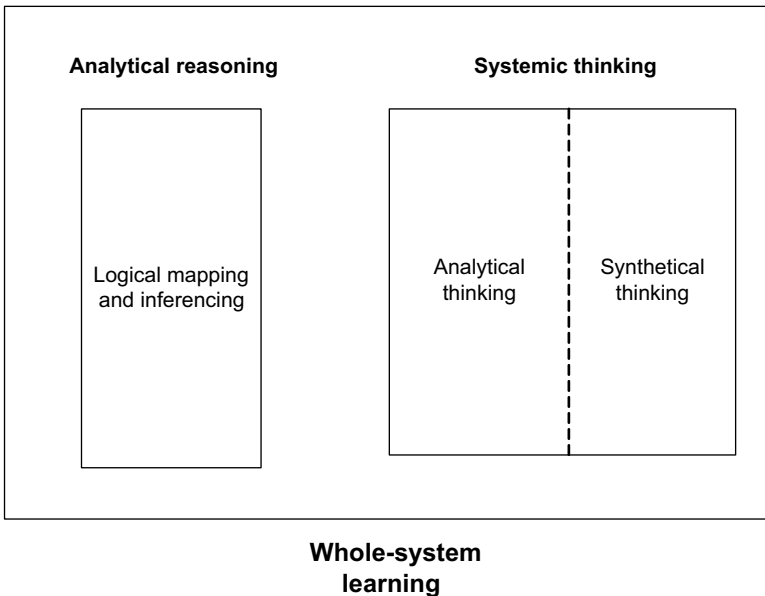 Analytical reasoning
Systemic thinking
Logical mapping
and inferencing
Analytical
thinking
Synthetical
thinking
Whole-system
learning